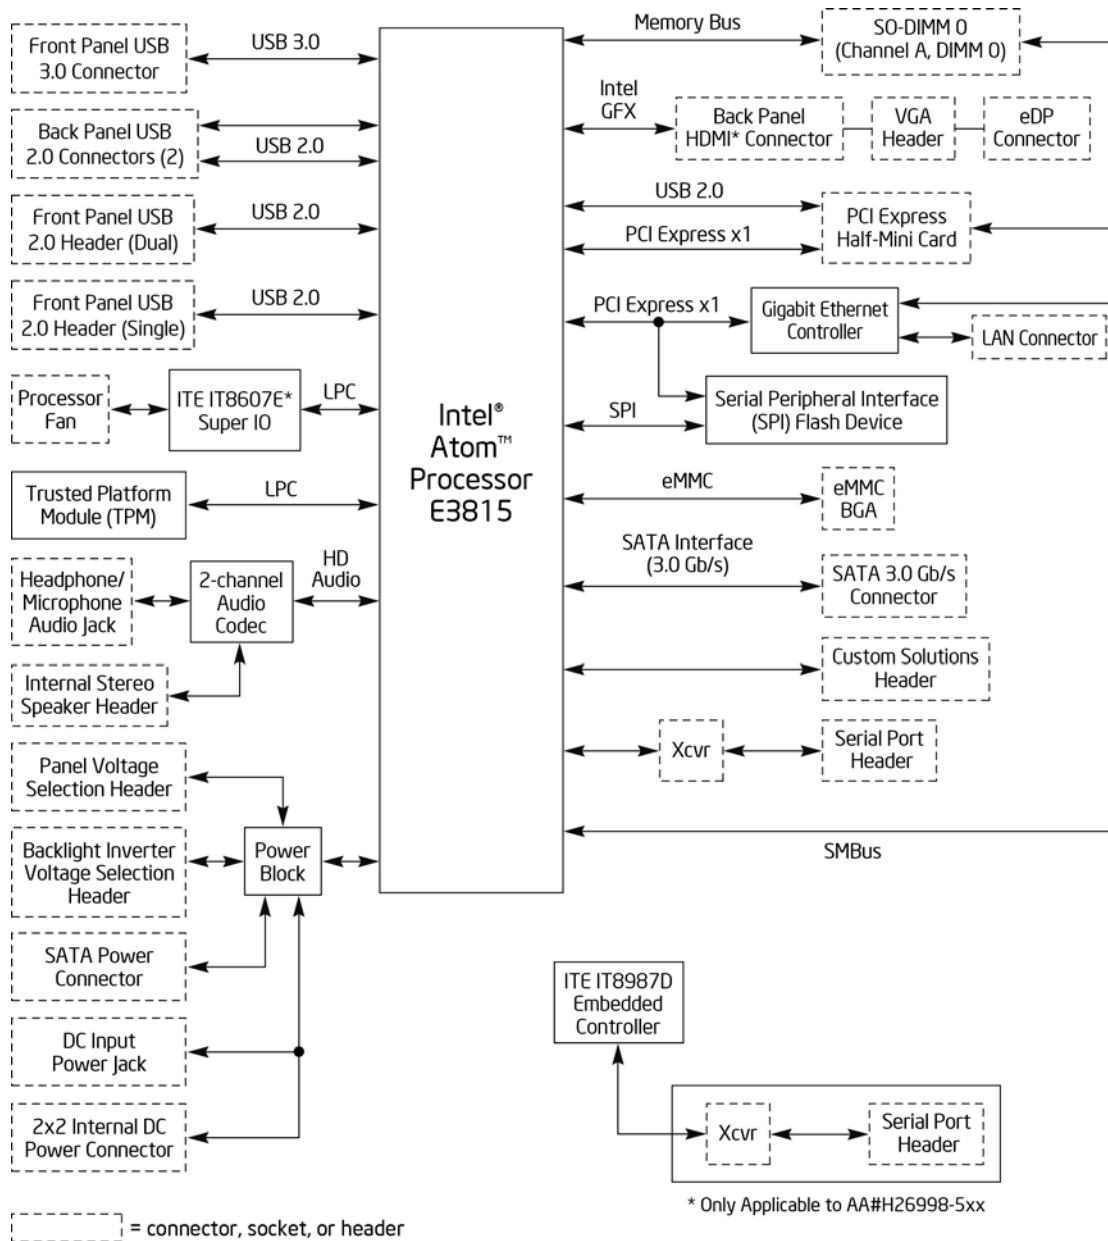 Front Panel USB
3.0 Connector
USB 3.0
Back Panel USB
2.0 Connectors (2)
USB 2.0
Front Panel USB
2.0 Header (Dual)
USB 2.0
Front Panel USB
2.0 Header (Single)
USB 2.0
Processor
Fan
ITE IT8607E*
Super IO
LPC
Trusted Platform
Module (TPM)
LPC
Headphone/
Microphone
Audio Jack
2-channel
Audio
Codec
HD
Audio
Internal Stereo
Speaker Header
Panel Voltage
Selection Header
Backlight Inverter
Voltage Selection
Header
Power
Block
SATA Power
Connector
DC Input
Power Jack
2x2 Internal DC
Power Connector
Intel®
Atom™
Processor
E3815
Memory Bus
SO-DIMM 0
(Channel A, DIMM 0)
Intel
GFX
Back Panel
HDMI* Connector
VGA
Header
eDP
Connector
USB 2.0
PCI Express x1
PCI Express
Half-Mini Card
PCI Express x1
Gigabit Ethernet
Controller
LAN Connector
SPI
Serial Peripheral Interface
(SPI) Flash Device
eMMC
eMMC
BGA
SATA Interface
(3.0 Gb/s)
SATA 3.0 Gb/s
Connector
Custom Solutions
Header
Xcvr
Serial Port
Header
SMBus
ITE IT8987D
Embedded
Controller
Xcvr
Serial Port
Header
* Only Applicable to AA#H26998-5xx
= connector, socket, or header